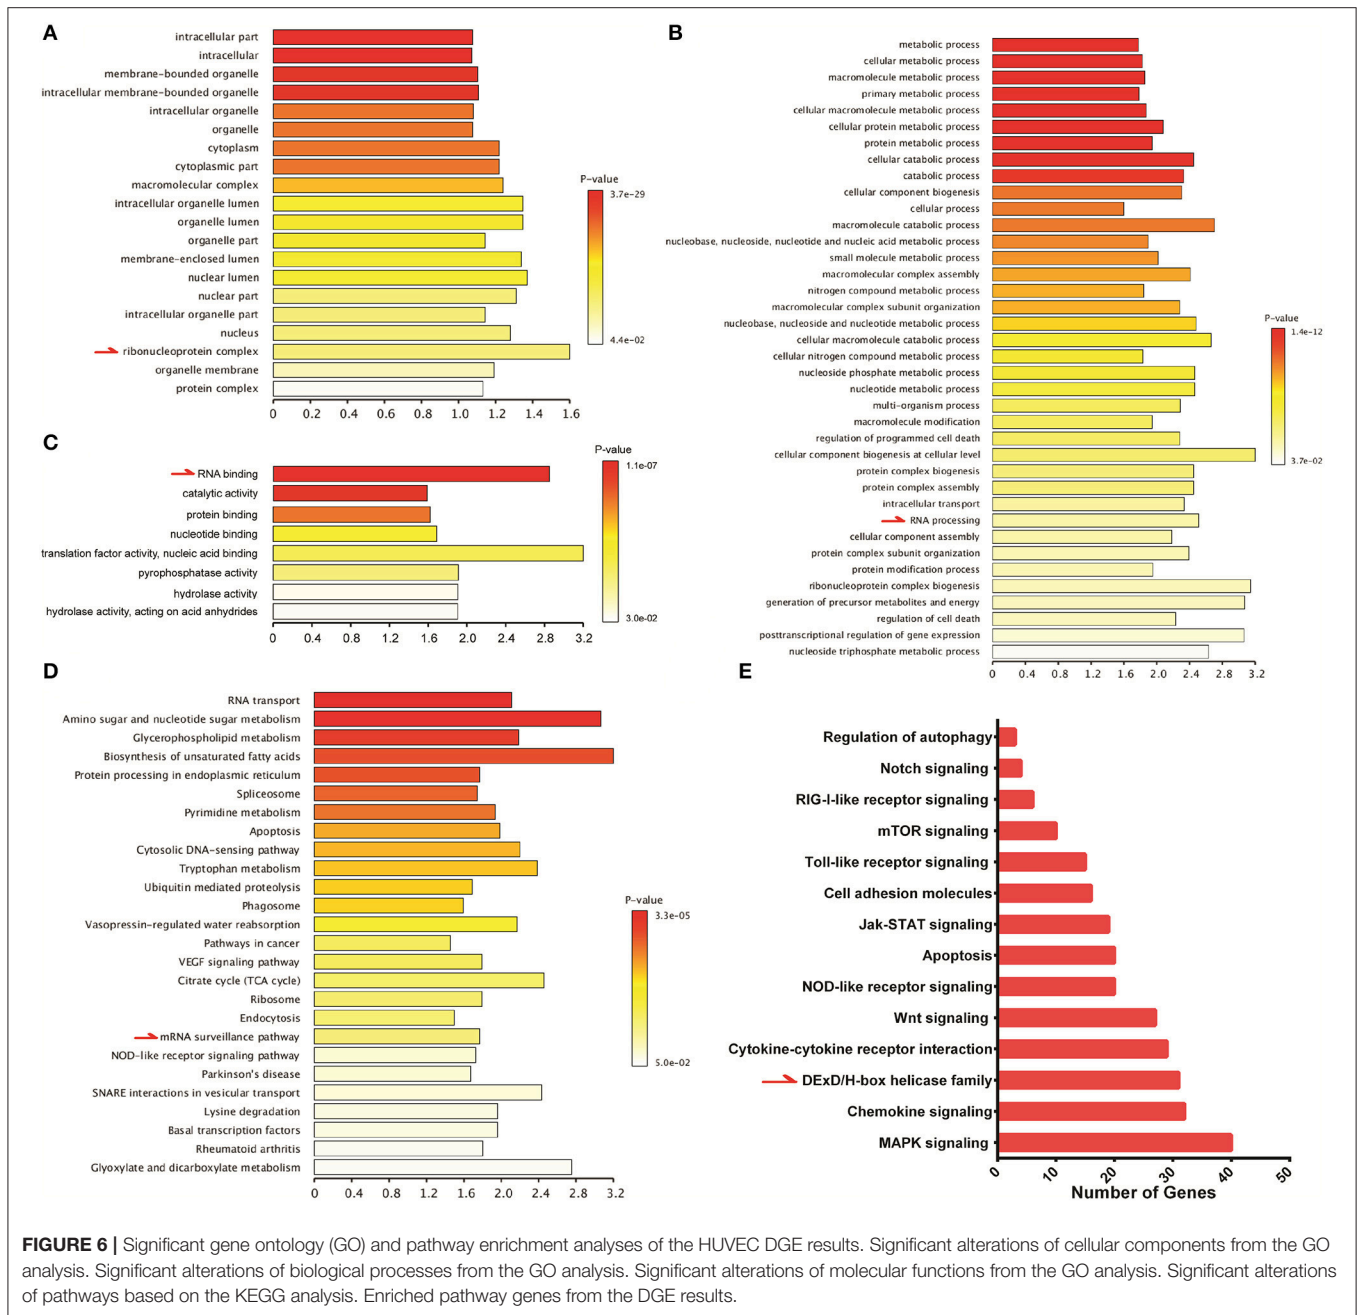 A
intracellular part
intracellular
membrane-bounded organelle
intracellular membrane-bounded organelle
intracellular organelle
organelle
cytoplasm
cytoplasmic part
macromolecular complex
intracellular organelle lumen
organelle lumen
organelle part
membrane-enclosed lumen
nuclear lumen
nuclear part
intracellular organelle part
nucleus
ribonucleoprotein complex
organelle membrane
protein complex
0 0.2 0.4 0.6 0.8 1.0 1.2 1.4 1.6
P-value
3.7e-29
4.4e-02
B
metabolic process
cellular metabolic process
macromolecule metabolic process
primary metabolic process
cellular macromolecule metabolic process
cellular protein metabolic process
protein metabolic process
cellular catabolic process
catabolic process
cellular component biogenesis
cellular process
macromolecule catabolic process
nucleobase, nucleoside, nucleotide and nucleic acid metabolic process
small molecule metabolic process
macromolecular complex assembly
nitrogen compound metabolic process
macromolecular complex subunit organization
nucleobase, nucleoside and nucleotide metabolic process
cellular macromolecule catabolic process
cellular nitrogen compound metabolic process
nucleoside phosphate metabolic process
nucleotide metabolic process
multi-organism process
macromolecule modification
regulation of programmed cell death
cellular component biogenesis at cellular level
protein complex biogenesis
protein complex assembly
intracellular transport
RNA processing
cellular component assembly
protein complex subunit organization
protein modification process
ribonucleoprotein complex biogenesis
generation of precursor metabolites and energy
regulation of cell death
posttranscriptional regulation of gene expression
nucleoside triphosphate metabolic process
0 0.4 0.8 1.2 1.6 2.0 2.4 2.8 3.2
P-value
1.4e-12
3.7e-02
C
RNA binding
catalytic activity
protein binding
nucleotide binding
translation factor activity, nucleic acid binding
pyrophosphatase activity
hydrolase activity
hydrolase activity, acting on acid anhydrides
0 0.4 0.8 1.2 1.6 2.0 2.4 2.8 3.2
P-value
1.1e-07
3.0e-02
D
RNA transport
Amino sugar and nucleotide sugar metabolism
Glycerophospholipid metabolism
Biosynthesis of unsaturated fatty acids
Protein processing in endoplasmic reticulum
Spliceosome
Pyrimidine metabolism
Apoptosis
Cytosolic DNA-sensing pathway
Tryptophan metabolism
Ubiquitin mediated proteolysis
Phagosome
Vasopressin-regulated water reabsorption
Pathways in cancer
VEGF signaling pathway
Citrate cycle (TCA cycle)
Ribosome
Endocytosis
mRNA surveillance pathway
NOD-like receptor signaling pathway
Parkinson's disease
SNARE interactions in vesicular transport
Lysine degradation
Basal transcription factors
Rheumatoid arthritis
Glyoxylate and dicarboxylate metabolism
0 0.4 0.8 1.2 1.6 2.0 2.4 2.8 3.2
P-value
3.3e-05
5.0e-02
E
Regulation of autophagy
Notch signaling
RIG-I-like receptor signaling
mTOR signaling
Toll-like receptor signaling
Cell adhesion molecules
Jak-STAT signaling
Apoptosis
NOD-like receptor signaling
Wnt signaling
Cytokine-cytokine receptor interaction
DExD/H-box helicase family
Chemokine signaling
MAPK signaling
0 10 20 30 40 50
Number of Genes
FIGURE 6 | Significant gene ontology (GO) and pathway enrichment analyses of the HUVEC DGE results. Significant alterations of cellular components from the GO
analysis. Significant alterations of biological processes from the GO analysis. Significant alterations of molecular functions from the GO analysis. Significant alterations
of pathways based on the KEGG analysis. Enriched pathway genes from the DGE results.